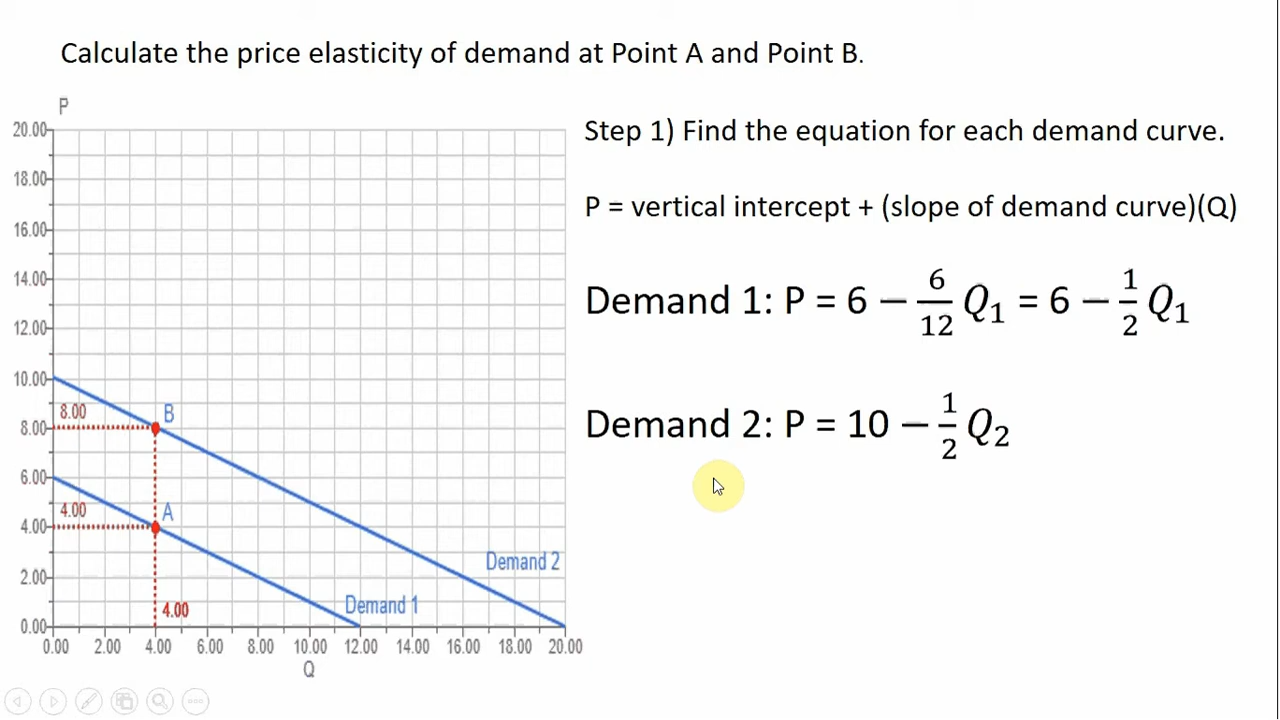 Calculate the price elasticity of demand at Point A and Point B.
P
20.00
18.00
16.00
14.00
12.00
10.00
8.00
6.00
4.00
2.00
0.00
8.00
B
4.00
A
4.00
Demand 2
Demand 1
0.00 2.00 4.00 6.00 8.00 10.00 12.00 14.00 16.00 18.00 20.00
Q
Step 1) Find the equation for each demand curve.
P = vertical intercept + (slope of demand curve)(Q)
Demand 1: P = 6 − 6/12 Q₁ = 6 − 1/2 Q₁
Demand 2: P = 10 − 1/2 Q₂